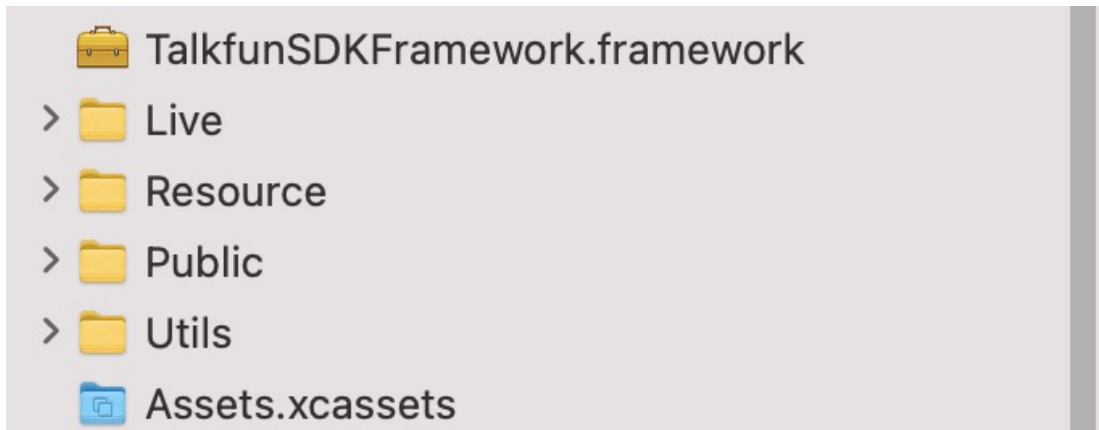 TalkfunSDKFramework.framework
Live
Resource
Public
Utils
Assets.xcassets